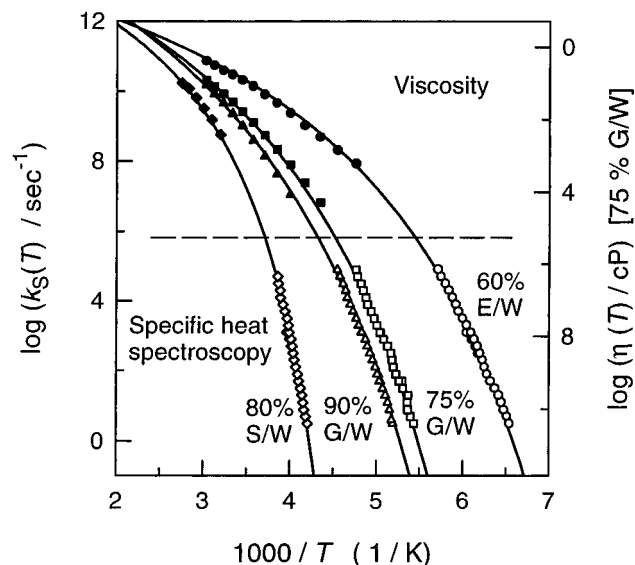 12
8
4
0
log (k_S(T) / sec⁻¹)
Viscosity
Specific heat
spectroscopy
80%
S/W
90%
G/W
75%
G/W
60%
E/W
0
4
8
log (η (T) / cP) [75 % G/W]
2
3
4
5
6
7
1000 / T ( 1 / K)